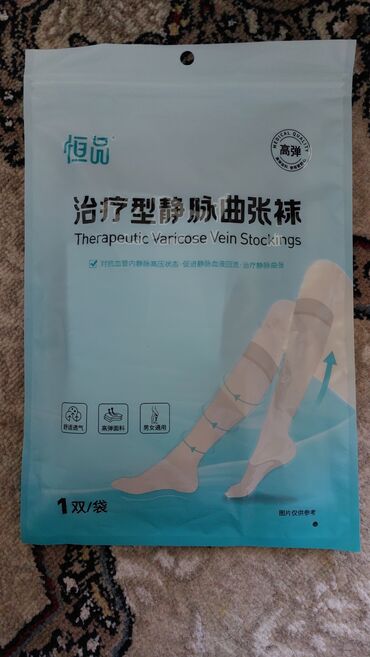 恒品
MEDICAL QUALITY
高弹
治疗型静脉曲张袜
Therapeutic Varicose Vein Stockings
对抗血管内静脉高压状态·促进静脉血液回流·治疗静脉曲张
舒适透气
高弹面料
男女通用
1双/袋
图片仅供参考